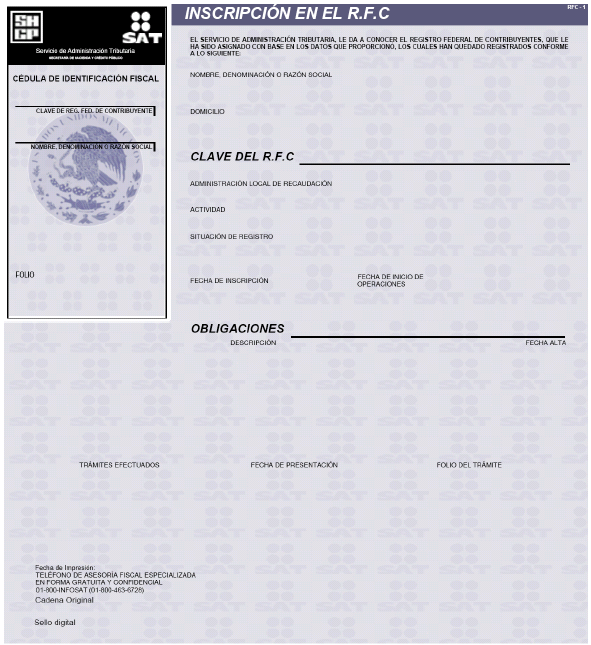 SHCP
SAT
Servicio de Administración Tributaria
SECRETARÍA DE HACIENDA Y CRÉDITO PÚBLICO
CÉDULA DE IDENTIFICACIÓN FISCAL
CLAVE DE REG. FED. DE CONTRIBUYENTE
NOMBRE, DENOMINACIÓN O RAZÓN SOCIAL
FOLIO
INSCRIPCIÓN EN EL R.F.C
RFC - 1
EL SERVICIO DE ADMINISTRACIÓN TRIBUTARIA, LE DA A CONOCER EL REGISTRO FEDERAL DE CONTRIBUYENTES, QUE LE
HA SIDO ASIGNADO CON BASE EN LOS DATOS QUE PROPORCIONO, LOS CUALES HAN QUEDADO REGISTRADOS CONFORME
A LO SIGUIENTE:
NOMBRE, DENOMINACIÓN O RAZÓN SOCIAL
DOMICILIO
CLAVE DEL R.F.C
ADMINISTRACIÓN LOCAL DE RECAUDACIÓN
ACTIVIDAD
SITUACIÓN DE REGISTRO
FECHA DE INSCRIPCIÓN
FECHA DE INICIO DE
OPERACIONES
OBLIGACIONES
DESCRIPCIÓN FECHA ALTA
TRÁMITES EFECTUADOS FECHA DE PRESENTACIÓN FOLIO DEL TRÁMITE
Fecha de Impresión:
TELÉFONO DE ASESORÍA FISCAL ESPECIALIZADA
EN FORMA GRATUITA Y CONFIDENCIAL
01-800-INFOSAT (01-800-463-6728)
Cadena Original
Sello digital